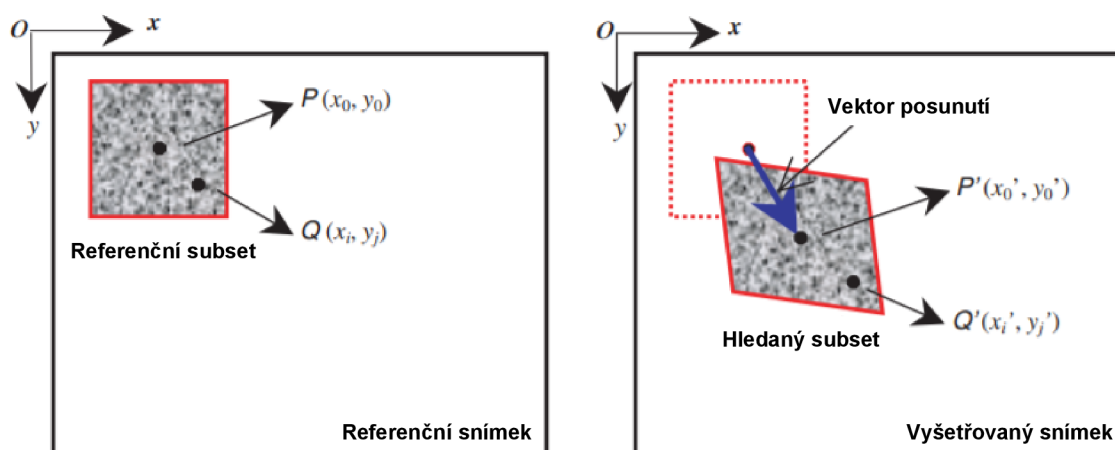 O x
y
P (x₀, y₀)
Q (xᵢ, yⱼ)
Referenční subset
Referenční snímek
O x
y
Vektor posunutí
P'(x₀', y₀')
Q'(xᵢ', yⱼ')
Hledaný subset
Vyšetřovaný snímek